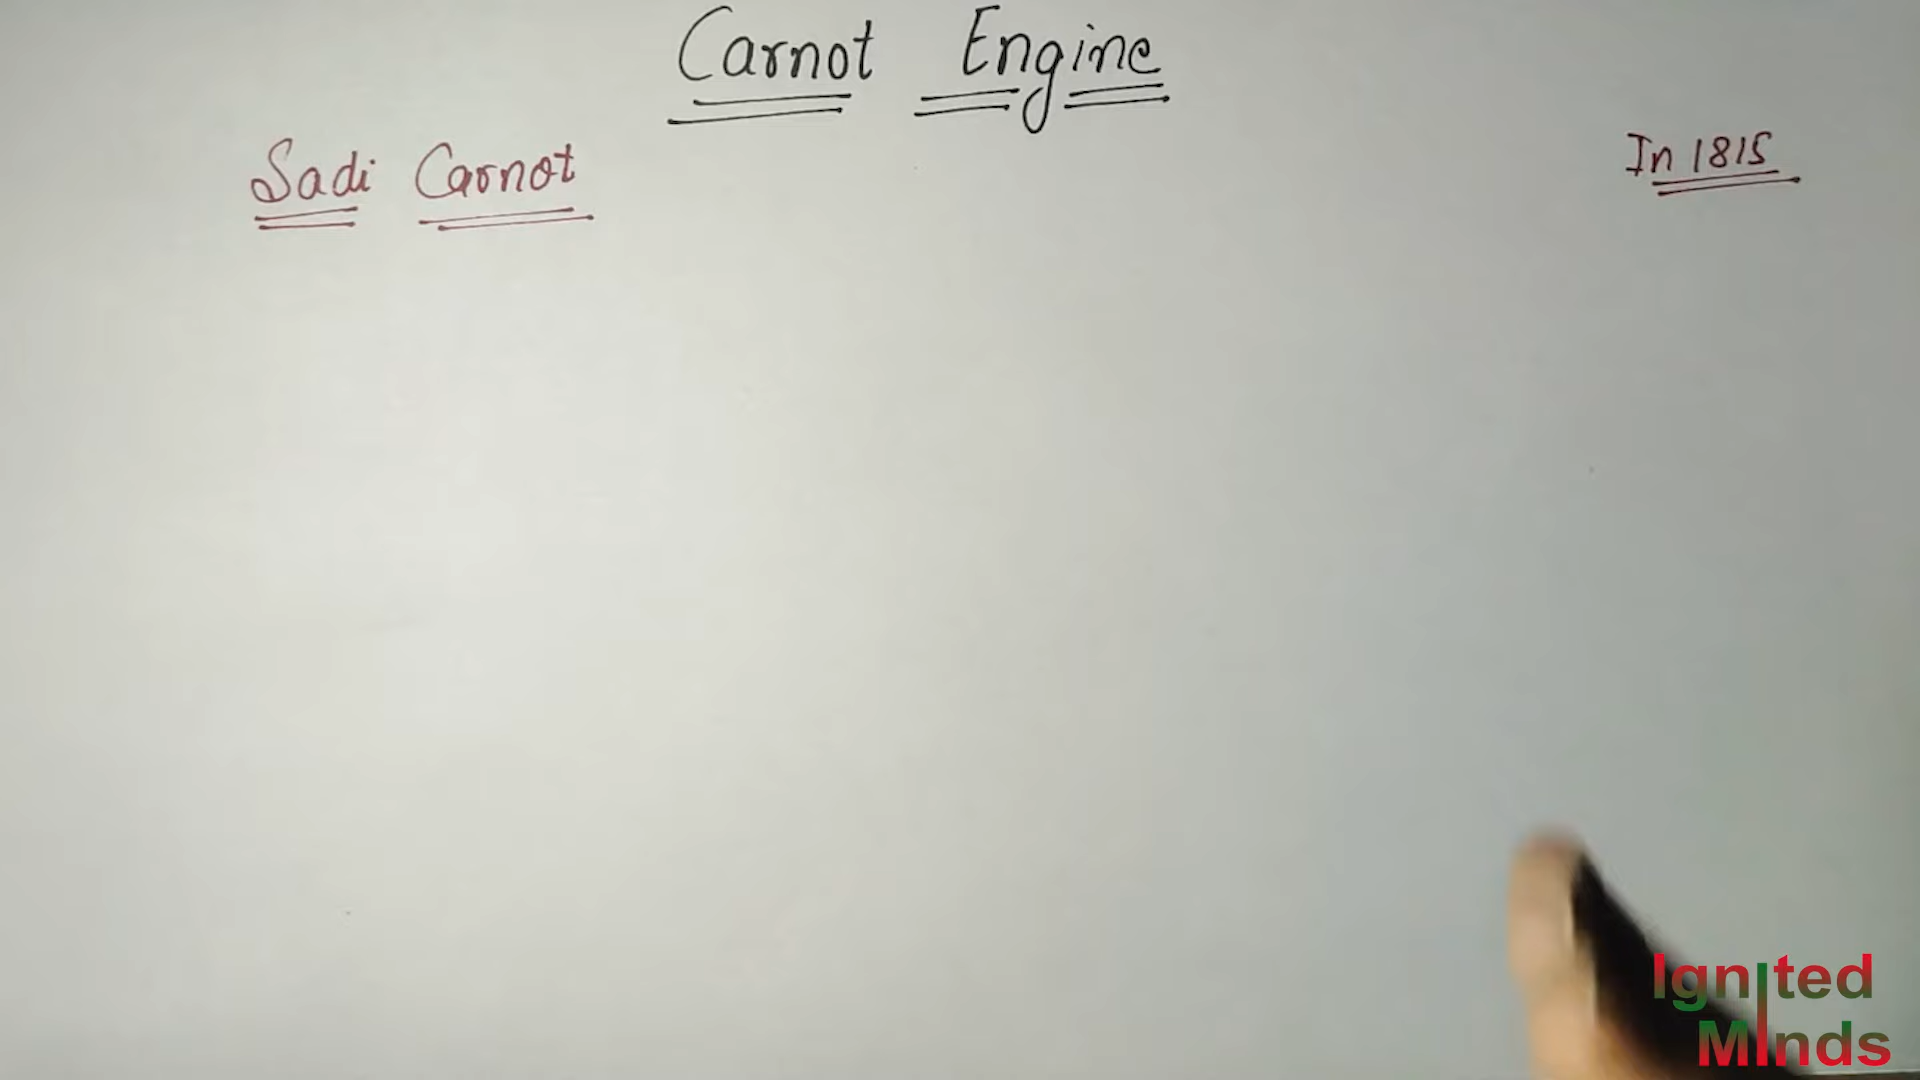 Carnot Engine
Sadi Carnot
In 1815
Ignited
Minds